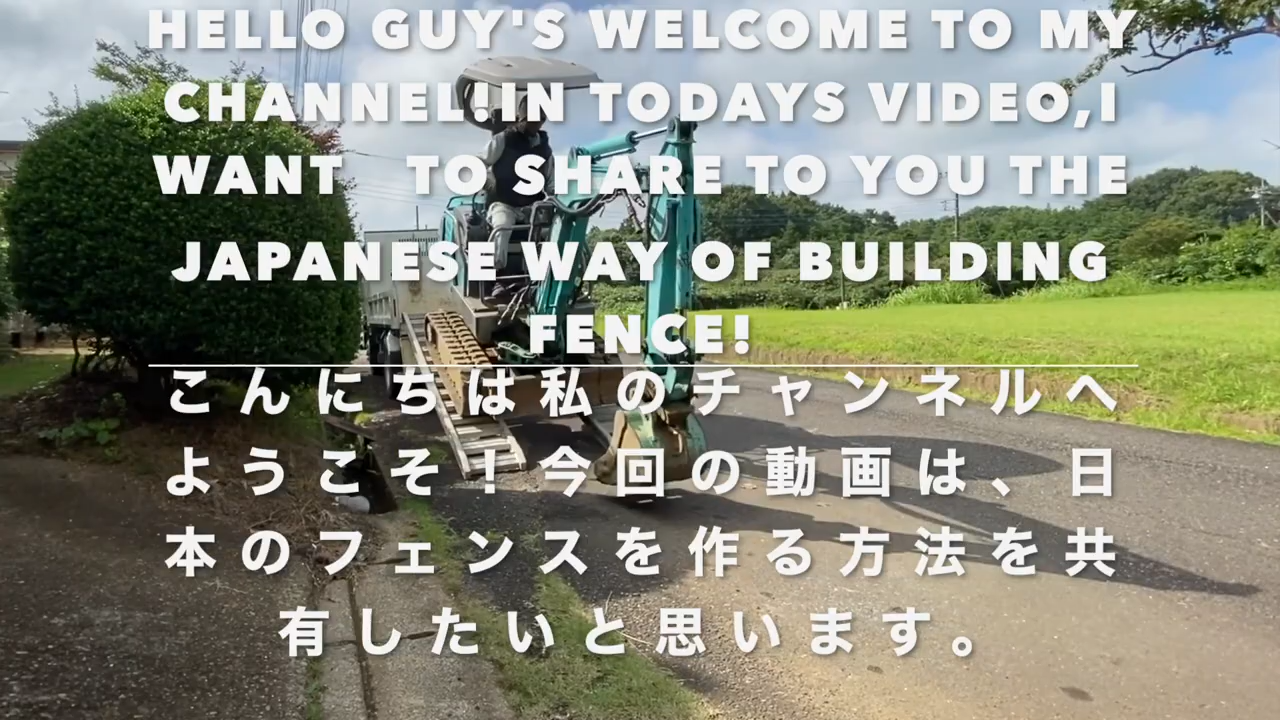 HELLO GUY'S WELCOME TO MY
CHANNEL!IN TODAYS VIDEO,I
WANT　TO SHARE TO YOU THE
JAPANESE WAY OF BUILDING
FENCE!
こんにちは私のチャンネルへ
ようこそ！今回の動画は、日
本のフェンスを作る方法を共
有したいと思います。